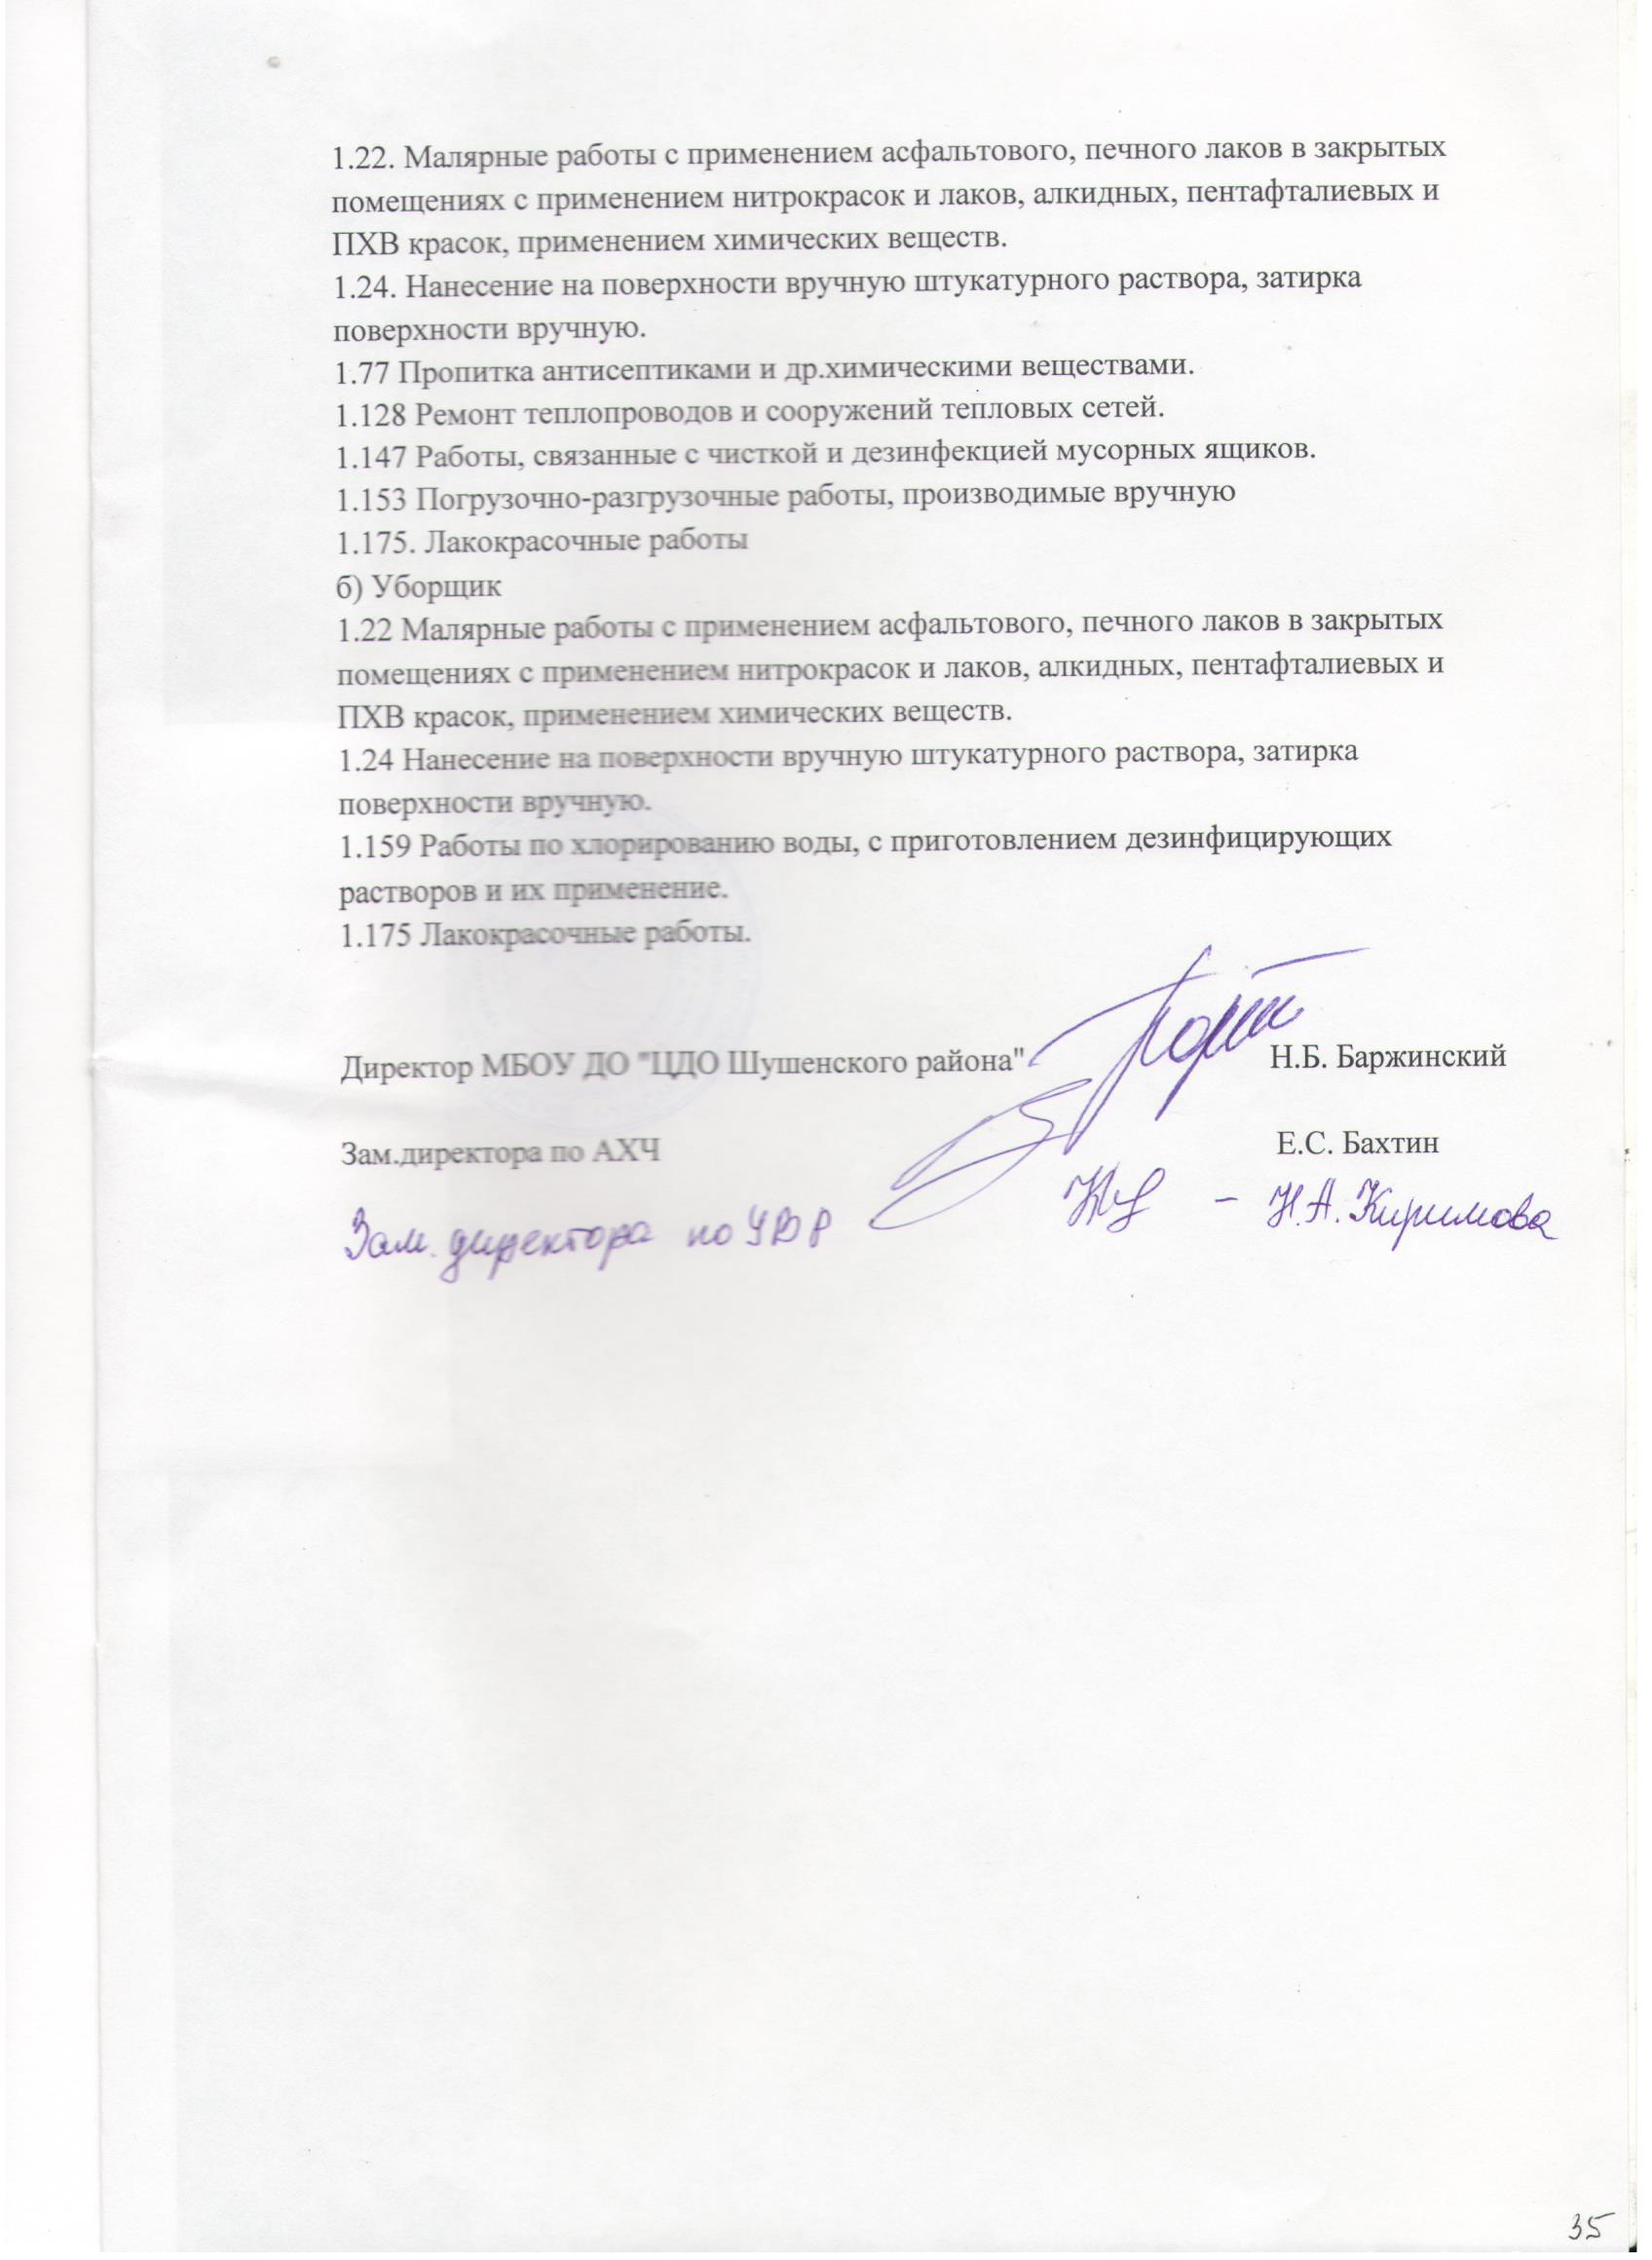 1.22. Малярные работы с применением асфальтового, печного лаков в закрытых
помещениях с применением нитрокрасок и лаков, алкидных, пентафталиевых и
ПХВ красок, применением химических веществ.
1.24. Нанесение на поверхности вручную штукатурного раствора, затирка
поверхности вручную.
1.77 Пропитка антисептиками и др.химическими веществами.
1.128 Ремонт теплопроводов и сооружений тепловых сетей.
1.147 Работы, связанные с чисткой и дезинфекцией мусорных ящиков.
1.153 Погрузочно-разгрузочные работы, производимые вручную
1.175. Лакокрасочные работы
б) Уборщик
1.22 Малярные работы с применением асфальтового, печного лаков в закрытых
помещениях с применением нитрокрасок и лаков, алкидных, пентафталиевых и
ПХВ красок, применением химических веществ.
1.24 Нанесение на поверхности вручную штукатурного раствора, затирка
поверхности вручную.
1.159 Работы по хлорированию воды, с приготовлением дезинфицирующих
растворов и их применение.
1.175 Лакокрасочные работы.
Директор МБОУ ДО "ЦДО Шушенского района" Н.Б. Баржинский
Зам.директора по АХЧ Е.С. Бахтин
Зам. директора по УВР - Н.А. Киримова
35